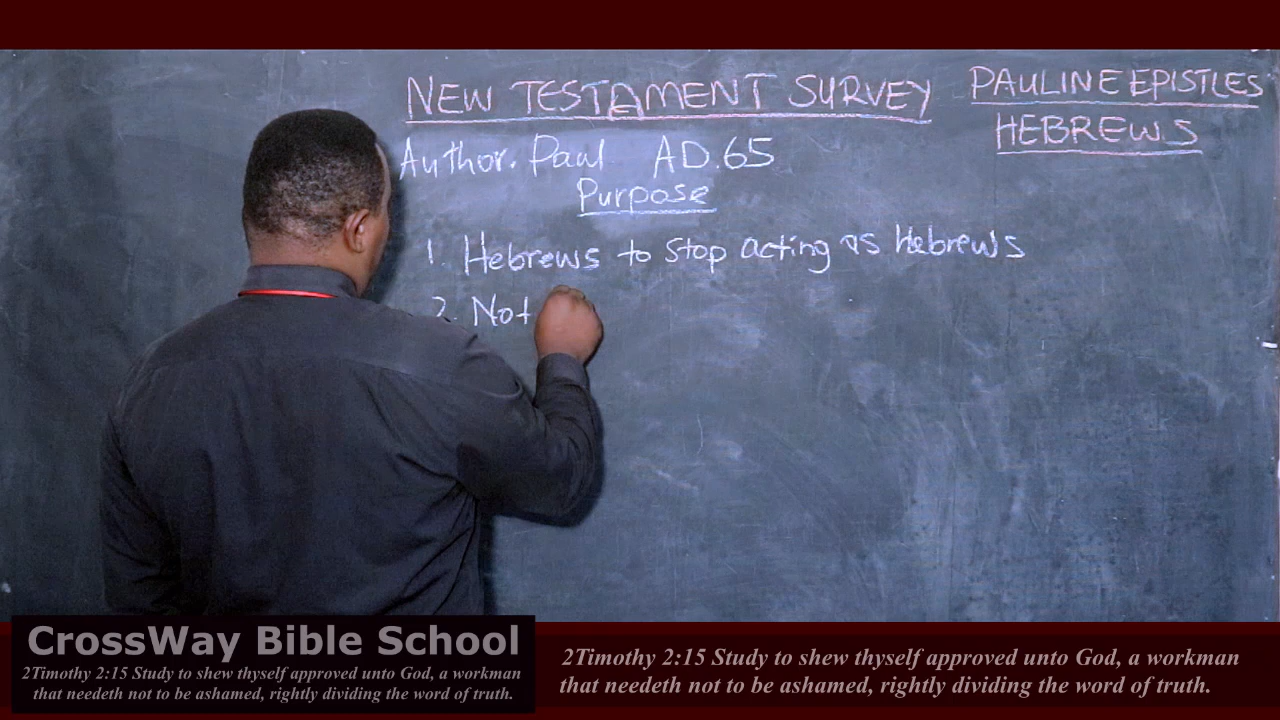 NEW TESTAMENT SURVEY
PAULINE EPISTLES
HEBREWS
Author. Paul AD.65
Purpose
1. Hebrews to stop acting as Hebrews
2. Not
CrossWay Bible School
2Timothy 2:15 Study to shew thyself approved unto God, a workman
that needeth not to be ashamed, rightly dividing the word of truth.
2Timothy 2:15 Study to shew thyself approved unto God, a workman
that needeth not to be ashamed, rightly dividing the word of truth.